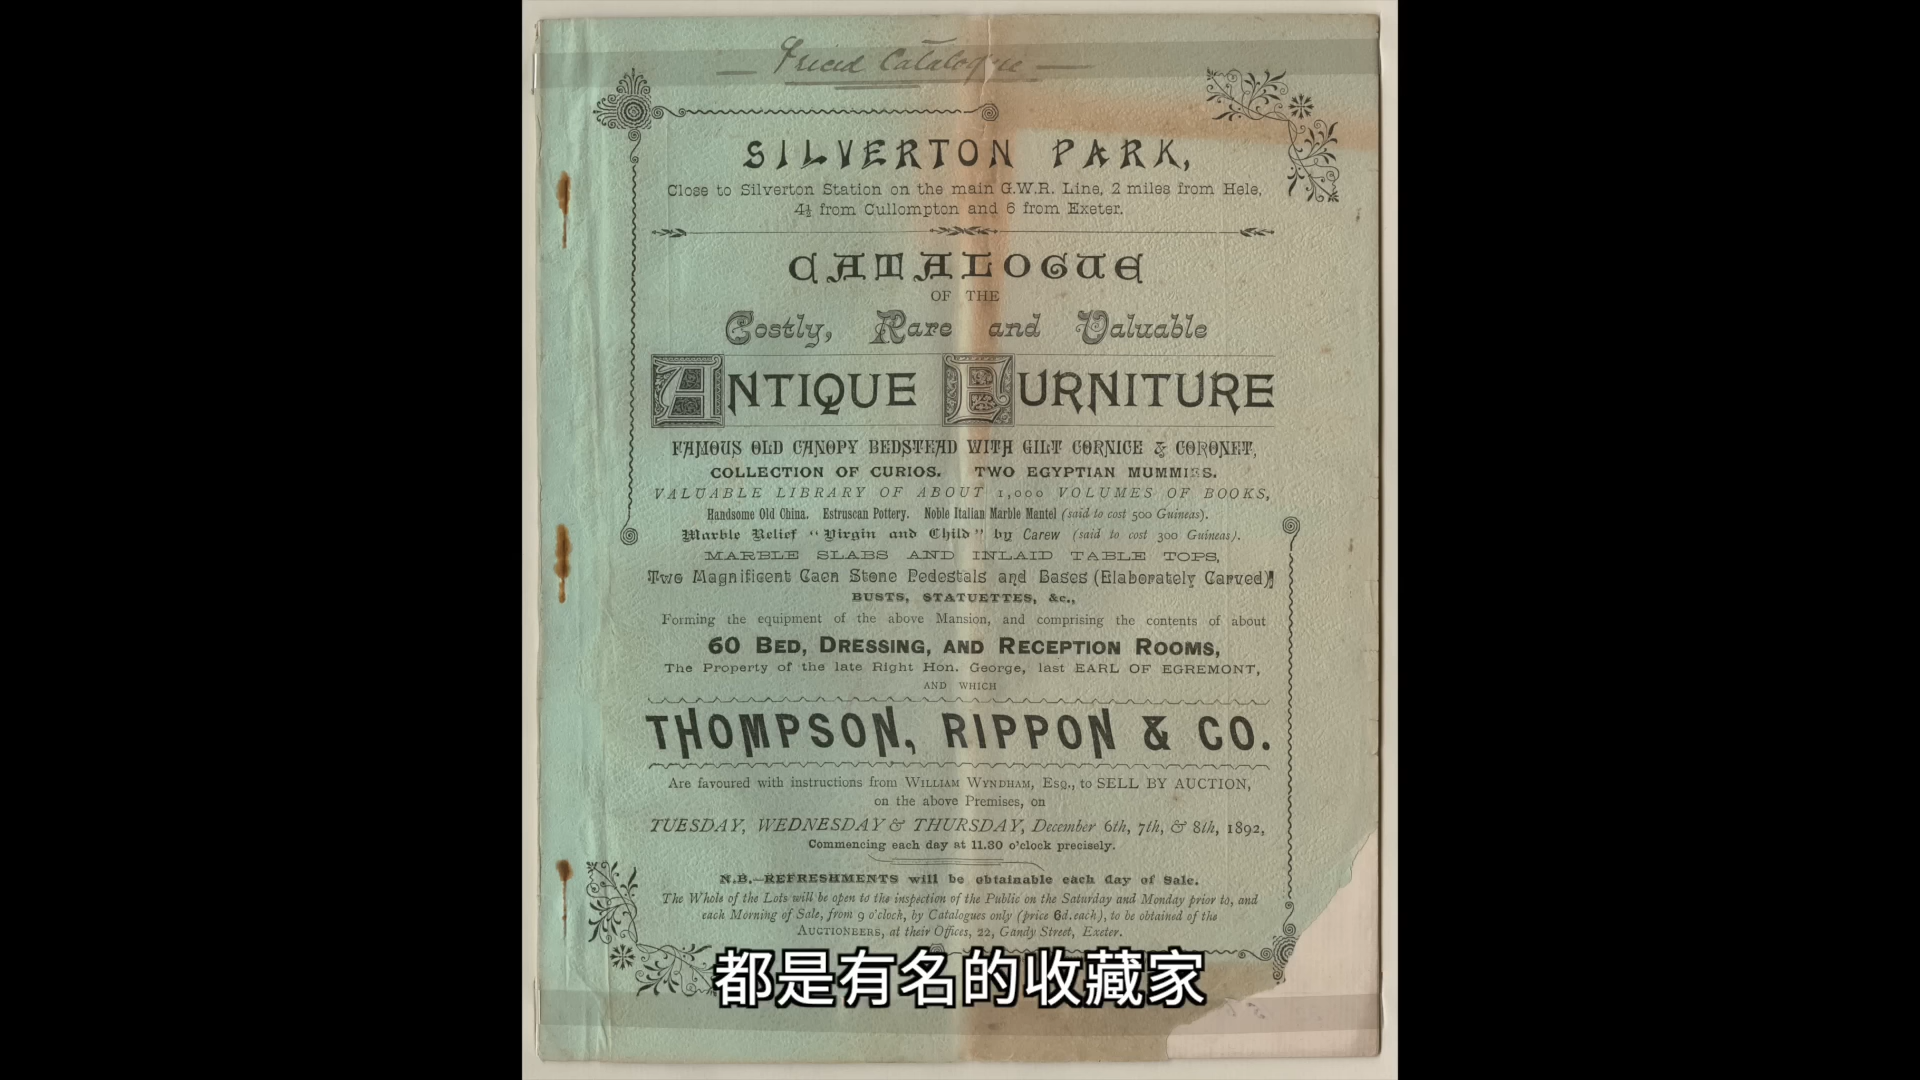 Priced Catalogue
SILVERTON PARK,
Close to Silverton Station on the main G.W.R. Line, 2 miles from Hele,
4½ from Cullompton and 6 from Exeter.
CATALOGUE
OF THE
Costly, Rare and Valuable
ANTIQUE FURNITURE
FAMOUS OLD CANOPY BEDSTEAD WITH GILT CORNICE & CORONET,
COLLECTION OF CURIOS. TWO EGYPTIAN MUMMIES.
VALUABLE LIBRARY OF ABOUT 1,000 VOLUMES OF BOOKS,
Handsome Old China. Estruscan Pottery. Noble Italian Marble Mantel (said to cost 500 Guineas).
Marble Relief “Virgin and Child” by Carew (said to cost 300 Guineas).
MARBLE SLABS AND INLAID TABLE TOPS,
Two Magnificent Caen Stone Pedestals and Bases (Elaborately Carved)
BUSTS, STATUETTES, &c.,
Forming the equipment of the above Mansion, and comprising the contents of about
60 BED, DRESSING, AND RECEPTION ROOMS,
The Property of the late Right Hon. George, last EARL OF EGREMONT,
AND WHICH
THOMPSON, RIPPON & CO.
Are favoured with instructions from WILLIAM WYNDHAM, Esq., to SELL BY AUCTION,
on the above Premises, on
TUESDAY, WEDNESDAY & THURSDAY, December 6th, 7th, & 8th, 1892,
Commencing each day at 11.30 o'clock precisely.
N.B.—REFRESHMENTS will be obtainable each day of Sale.
The Whole of the Lots will be open to the inspection of the Public on the Saturday and Monday prior to, and
each Morning of Sale, from 9 o'clock, by Catalogues only (price 6d. each), to be obtained of the
AUCTIONEERS, at their Offices, 22, Gandy Street, Exeter.
都是有名的收藏家